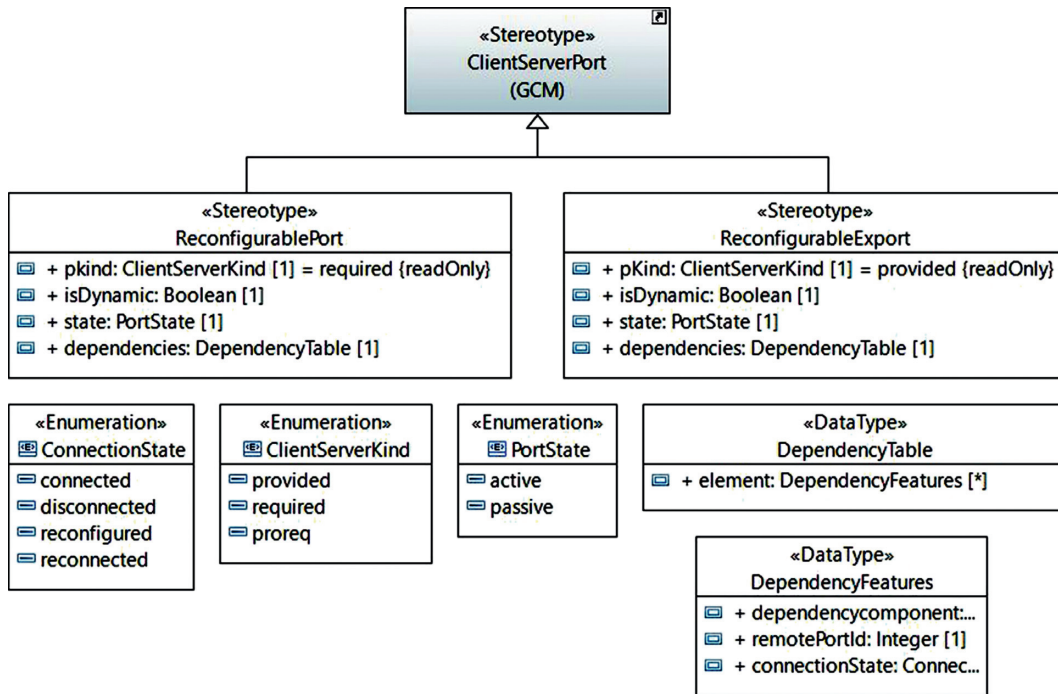 «Stereotype»
ClientServerPort
(GCM)
«Stereotype»
ReconfigurablePort
+ pkind: ClientServerKind [1] = required {readOnly}
+ isDynamic: Boolean [1]
+ state: PortState [1]
+ dependencies: DependencyTable [1]
«Stereotype»
ReconfigurableExport
+ pKind: ClientServerKind [1] = provided {readOnly}
+ isDynamic: Boolean [1]
+ state: PortState [1]
+ dependencies: DependencyTable [1]
«Enumeration»
ConnectionState
connected
disconnected
reconfigured
reconnected
«Enumeration»
ClientServerKind
provided
required
proreq
«Enumeration»
PortState
active
passive
«DataType»
DependencyTable
+ element: DependencyFeatures [*]
«DataType»
DependencyFeatures
+ dependencycomponent:...
+ remotePortId: Integer [1]
+ connectionState: Connec...